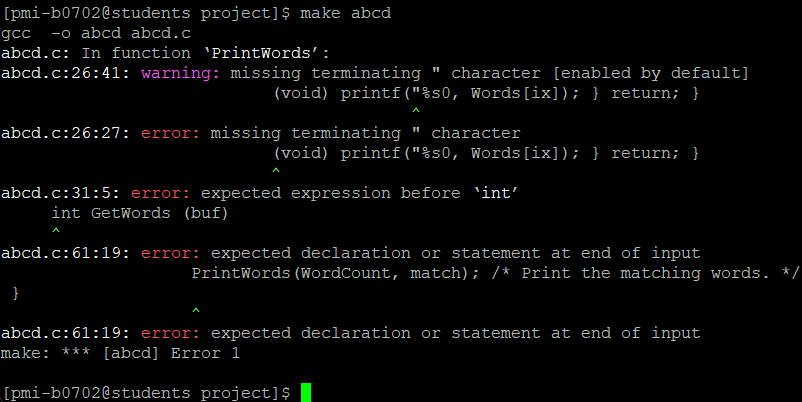 [pmi-b0702@students project]$ make abcd
gcc  -o abcd abcd.c
abcd.c: In function ‘PrintWords’:
abcd.c:26:41: warning: missing terminating " character [enabled by default]
(void) printf("%s0, Words[ix]); } return; }
^
abcd.c:26:27: error: missing terminating " character
(void) printf("%s0, Words[ix]); } return; }
^
abcd.c:31:5: error: expected expression before ‘int’
int GetWords (buf)
^
abcd.c:61:19: error: expected declaration or statement at end of input
PrintWords(WordCount, match); /* Print the matching words. */
}
^
abcd.c:61:19: error: expected declaration or statement at end of input
make: *** [abcd] Error 1
[pmi-b0702@students project]$